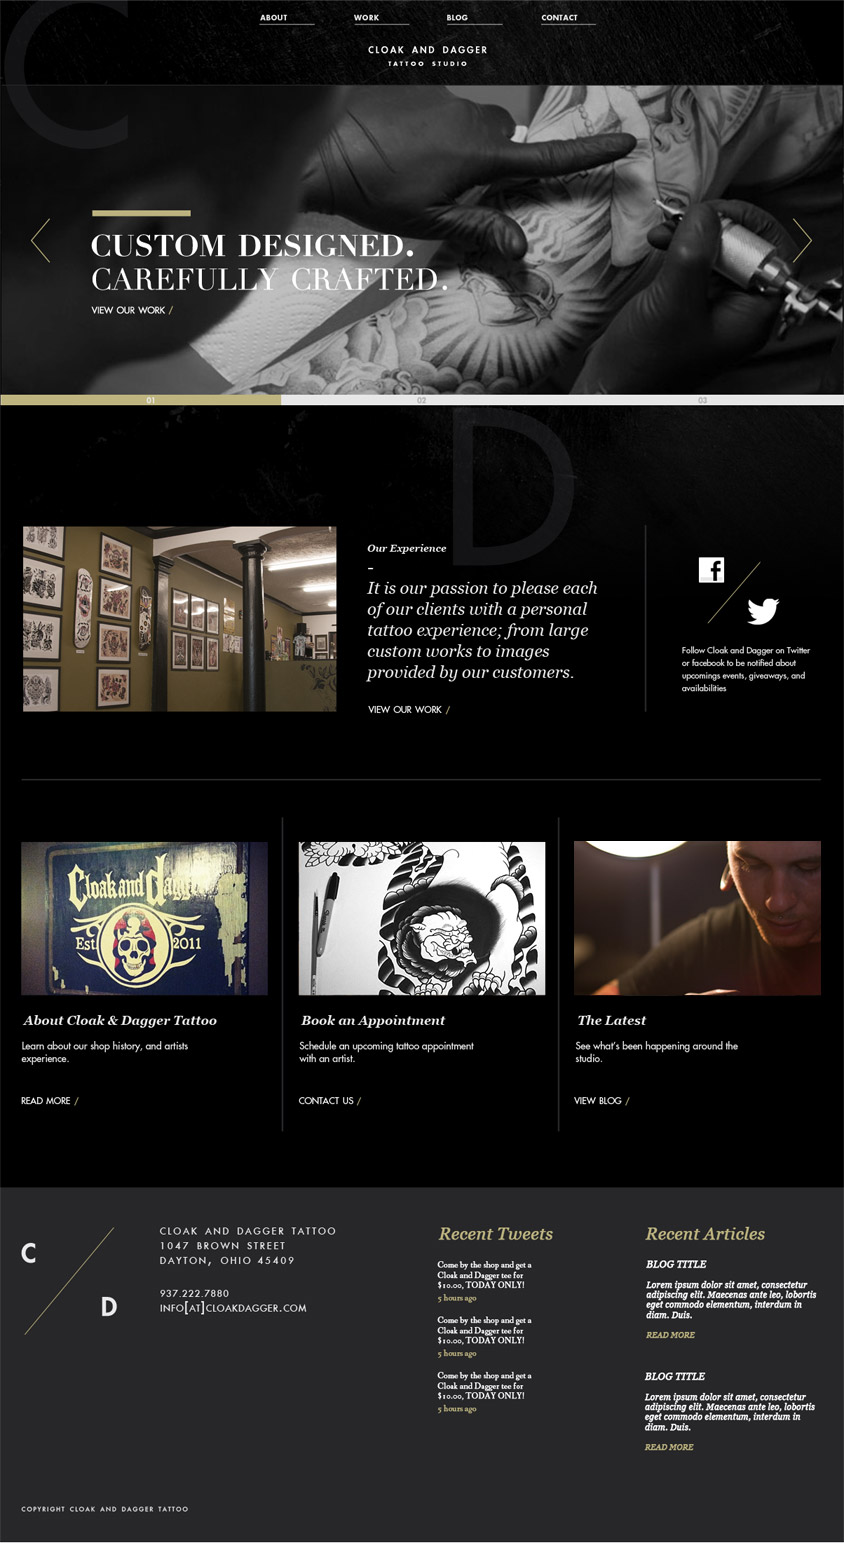 ABOUT
WORK
BLOG
CONTACT
CLOAK AND DAGGER
TATTOO STUDIO
C
CUSTOM DESIGNED.
CAREFULLY CRAFTED.
VIEW OUR WORK /
01
02
03
D
Our Experience
–
It is our passion to please each
of our clients with a personal
tattoo experience; from large
custom works to images
provided by our customers.
VIEW OUR WORK /
f
Follow Cloak and Dagger on Twitter
or facebook to be notified about
upcomings events, giveaways, and
availabilities
Cloak and
Est.
2011
About Cloak & Dagger Tattoo
Learn about our shop history, and artists
experience.
READ MORE /
Book an Appointment
Schedule an upcoming tattoo appointment
with an artist.
CONTACT US /
The Latest
See what's been happening around the
studio.
VIEW BLOG /
C
D
CLOAK AND DAGGER TATTOO
1047 BROWN STREET
DAYTON, OHIO 45409
937.222.7880
INFO[AT]CLOAKDAGGER.COM
Recent Tweets
Come by the shop and get a
Cloak and Dagger tee for
$10.00, TODAY ONLY!
5 hours ago
Come by the shop and get a
Cloak and Dagger tee for
$10.00, TODAY ONLY!
5 hours ago
Come by the shop and get a
Cloak and Dagger tee for
$10.00, TODAY ONLY!
5 hours ago
Recent Articles
BLOG TITLE
Lorem ipsum dolor sit amet, consectetur
adipiscing elit. Maecenas ante leo, lobortis
eget commodo elementum, interdum in
diam. Duis.
READ MORE
BLOG TITLE
Lorem ipsum dolor sit amet, consectetur
adipiscing elit. Maecenas ante leo, lobortis
eget commodo elementum, interdum in
diam. Duis.
READ MORE
COPYRIGHT CLOAK AND DAGGER TATTOO